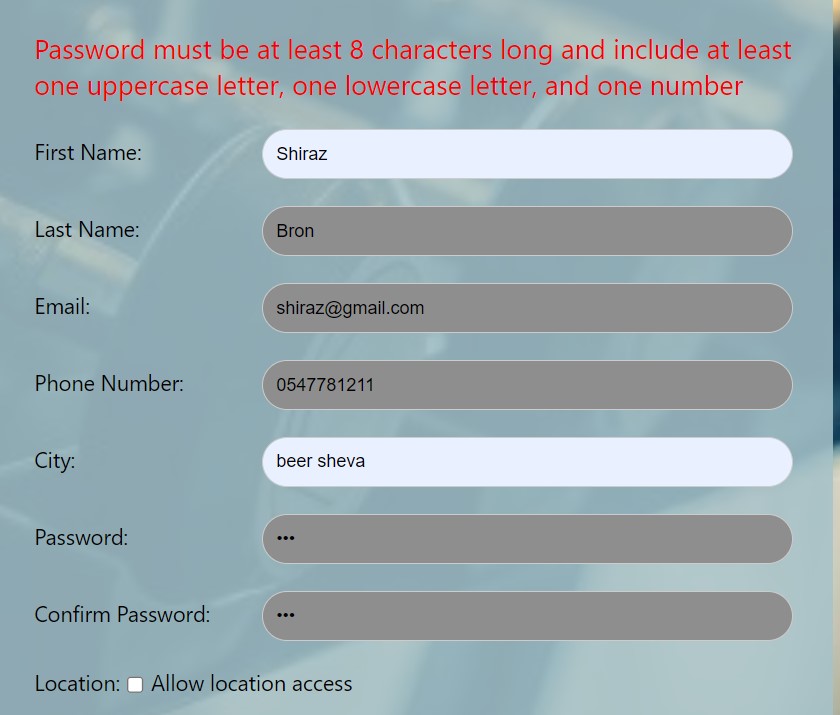 Password must be at least 8 characters long and include at least
one uppercase letter, one lowercase letter, and one number
First Name: Shiraz
Last Name: Bron
Email: shiraz@gmail.com
Phone Number: 0547781211
City: beer sheva
Password: •••
Confirm Password: •••
Location: Allow location access